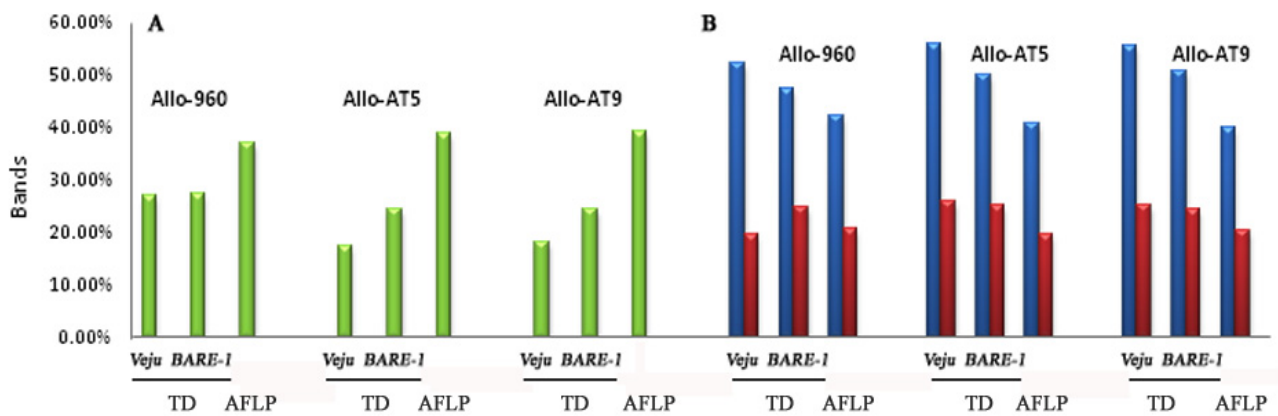 60.00%
50.00%
40.00%
30.00%
20.00%
10.00%
0.00%
Bands
A
Allo-960
Allo-AT5
Allo-AT9
Veju BARE-1
Veju BARE-1
Veju BARE-1
TD AFLP
TD AFLP
TD AFLP
B
Allo-960
Allo-AT5
Allo-AT9
Veju BARE-1
Veju BARE-1
Veju BARE-1
TD AFLP
TD AFLP
TD AFLP